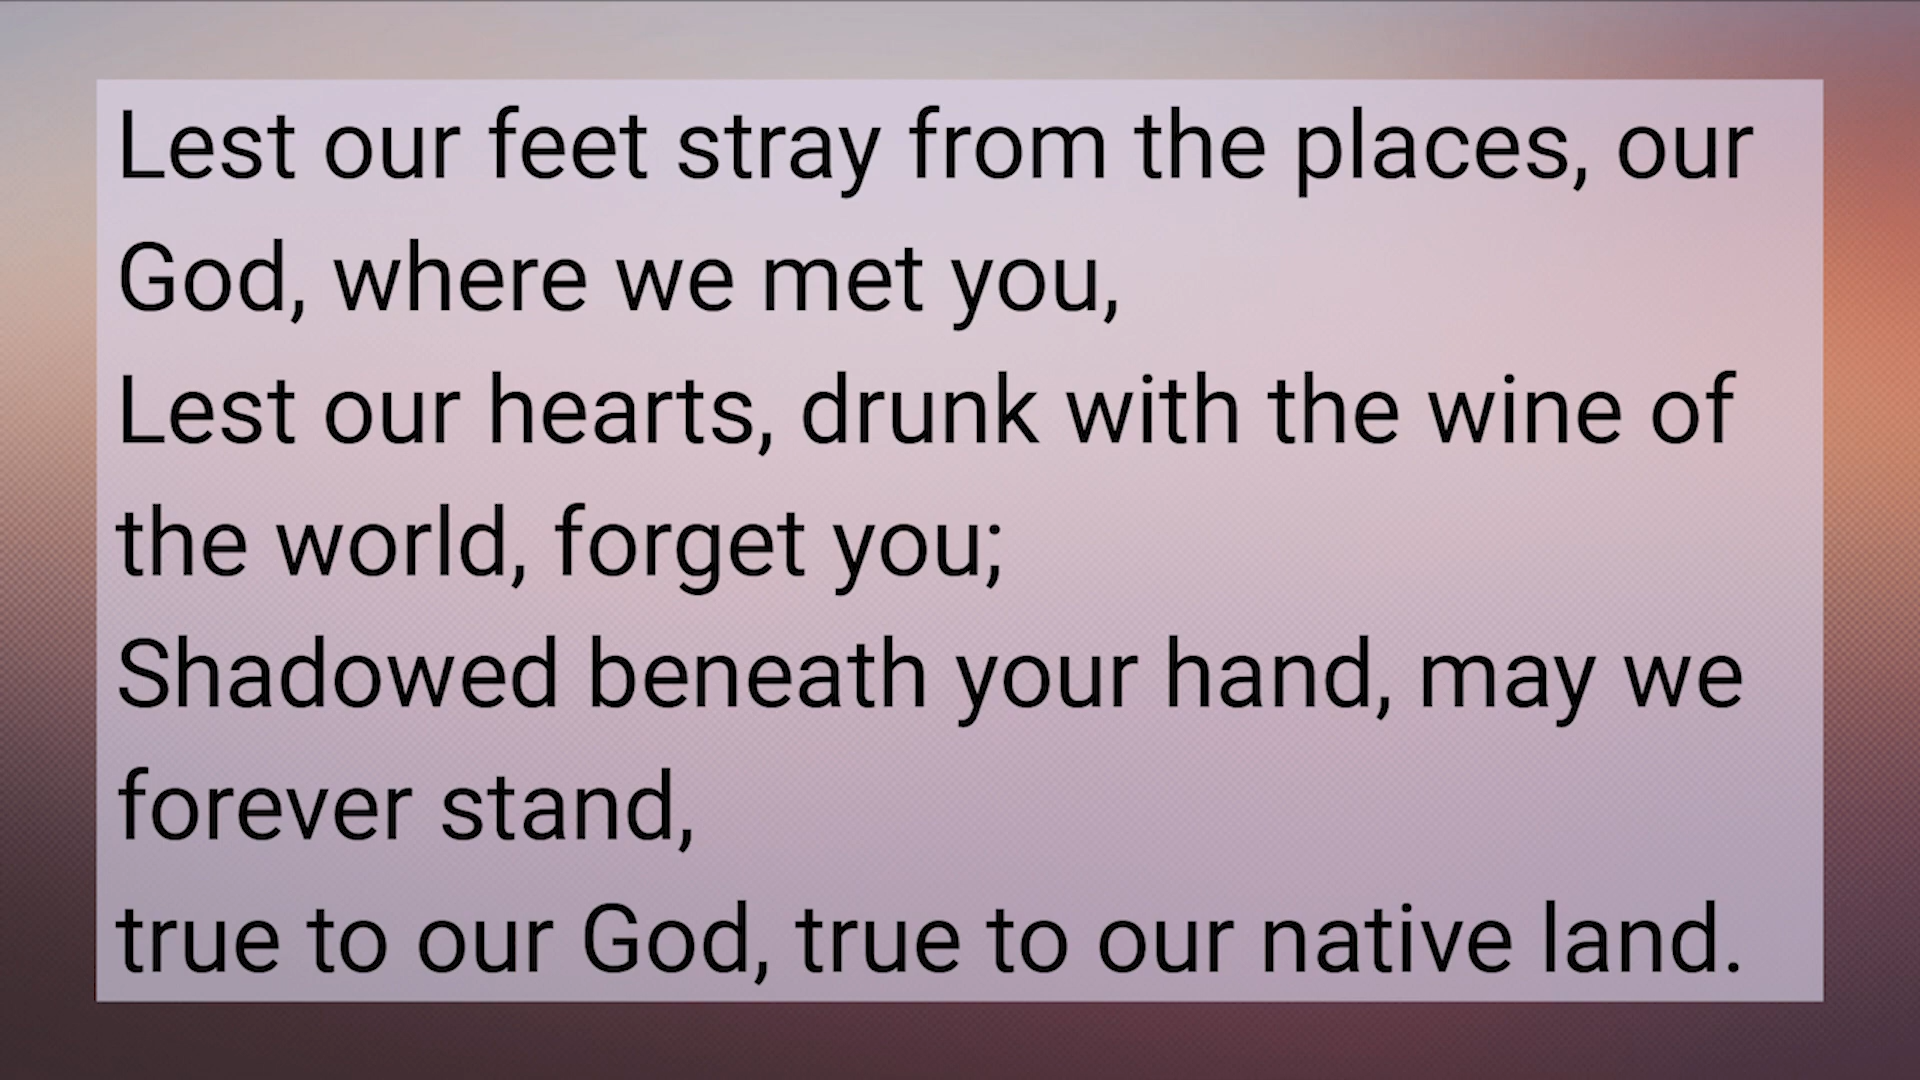 Lest our feet stray from the places, our
God, where we met you,
Lest our hearts, drunk with the wine of
the world, forget you;
Shadowed beneath your hand, may we
forever stand,
true to our God, true to our native land.